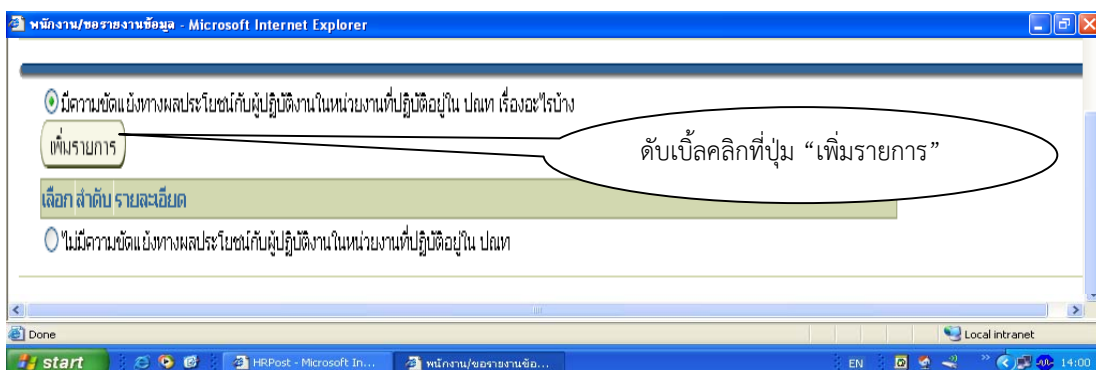 พนักงาน/ขอรายงานข้อมูล - Microsoft Internet Explorer
มีความขัดแย้งทางผลประโยชน์กับผู้ปฏิบัติงานในหน่วยงานที่ปฏิบัติอยู่ใน ปณท เรื่องอะไรบ้าง
เพิ่มรายการ
ดับเบิ้ลคลิกที่ปุ่ม “เพิ่มรายการ”
เลือก ลำดับ รายละเอียด
ไม่มีความขัดแย้งทางผลประโยชน์กับผู้ปฏิบัติงานในหน่วยงานที่ปฏิบัติอยู่ใน ปณท
Done
Local intranet
start
HRPost - Microsoft In...
พนักงาน/ขอรายงานข้อ...
EN
14:00